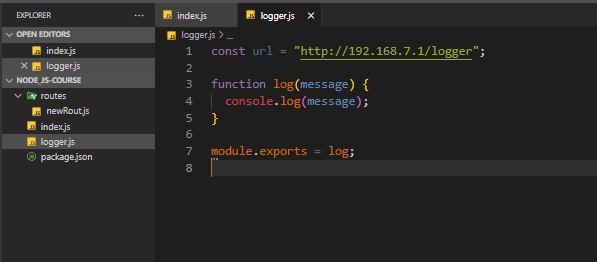 EXPLORER
OPEN EDITORS
index.js
logger.js
NODE_JS-COURSE
routes
newRout.js
index.js
logger.js
package.json
index.js
logger.js
logger.js > ...
1 const url = "http://192.168.7.1/logger";
2
3 function log(message) {
4 console.log(message);
5 }
6
7 module.exports = log;
8